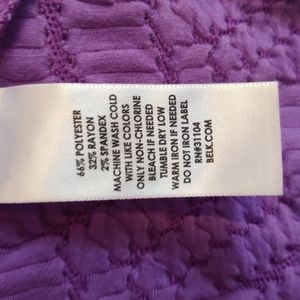 66% POLYESTER
32% RAYON
2% SPANDEX
MACHINE WASH COLD
WITH LIKE COLORS
ONLY NON-CHLORINE
BLEACH IF NEEDED
TUMBLE DRY LOW
WARM IRON IF NEEDED
DO NOT IRON LABEL
RN#31104
BELK.COM